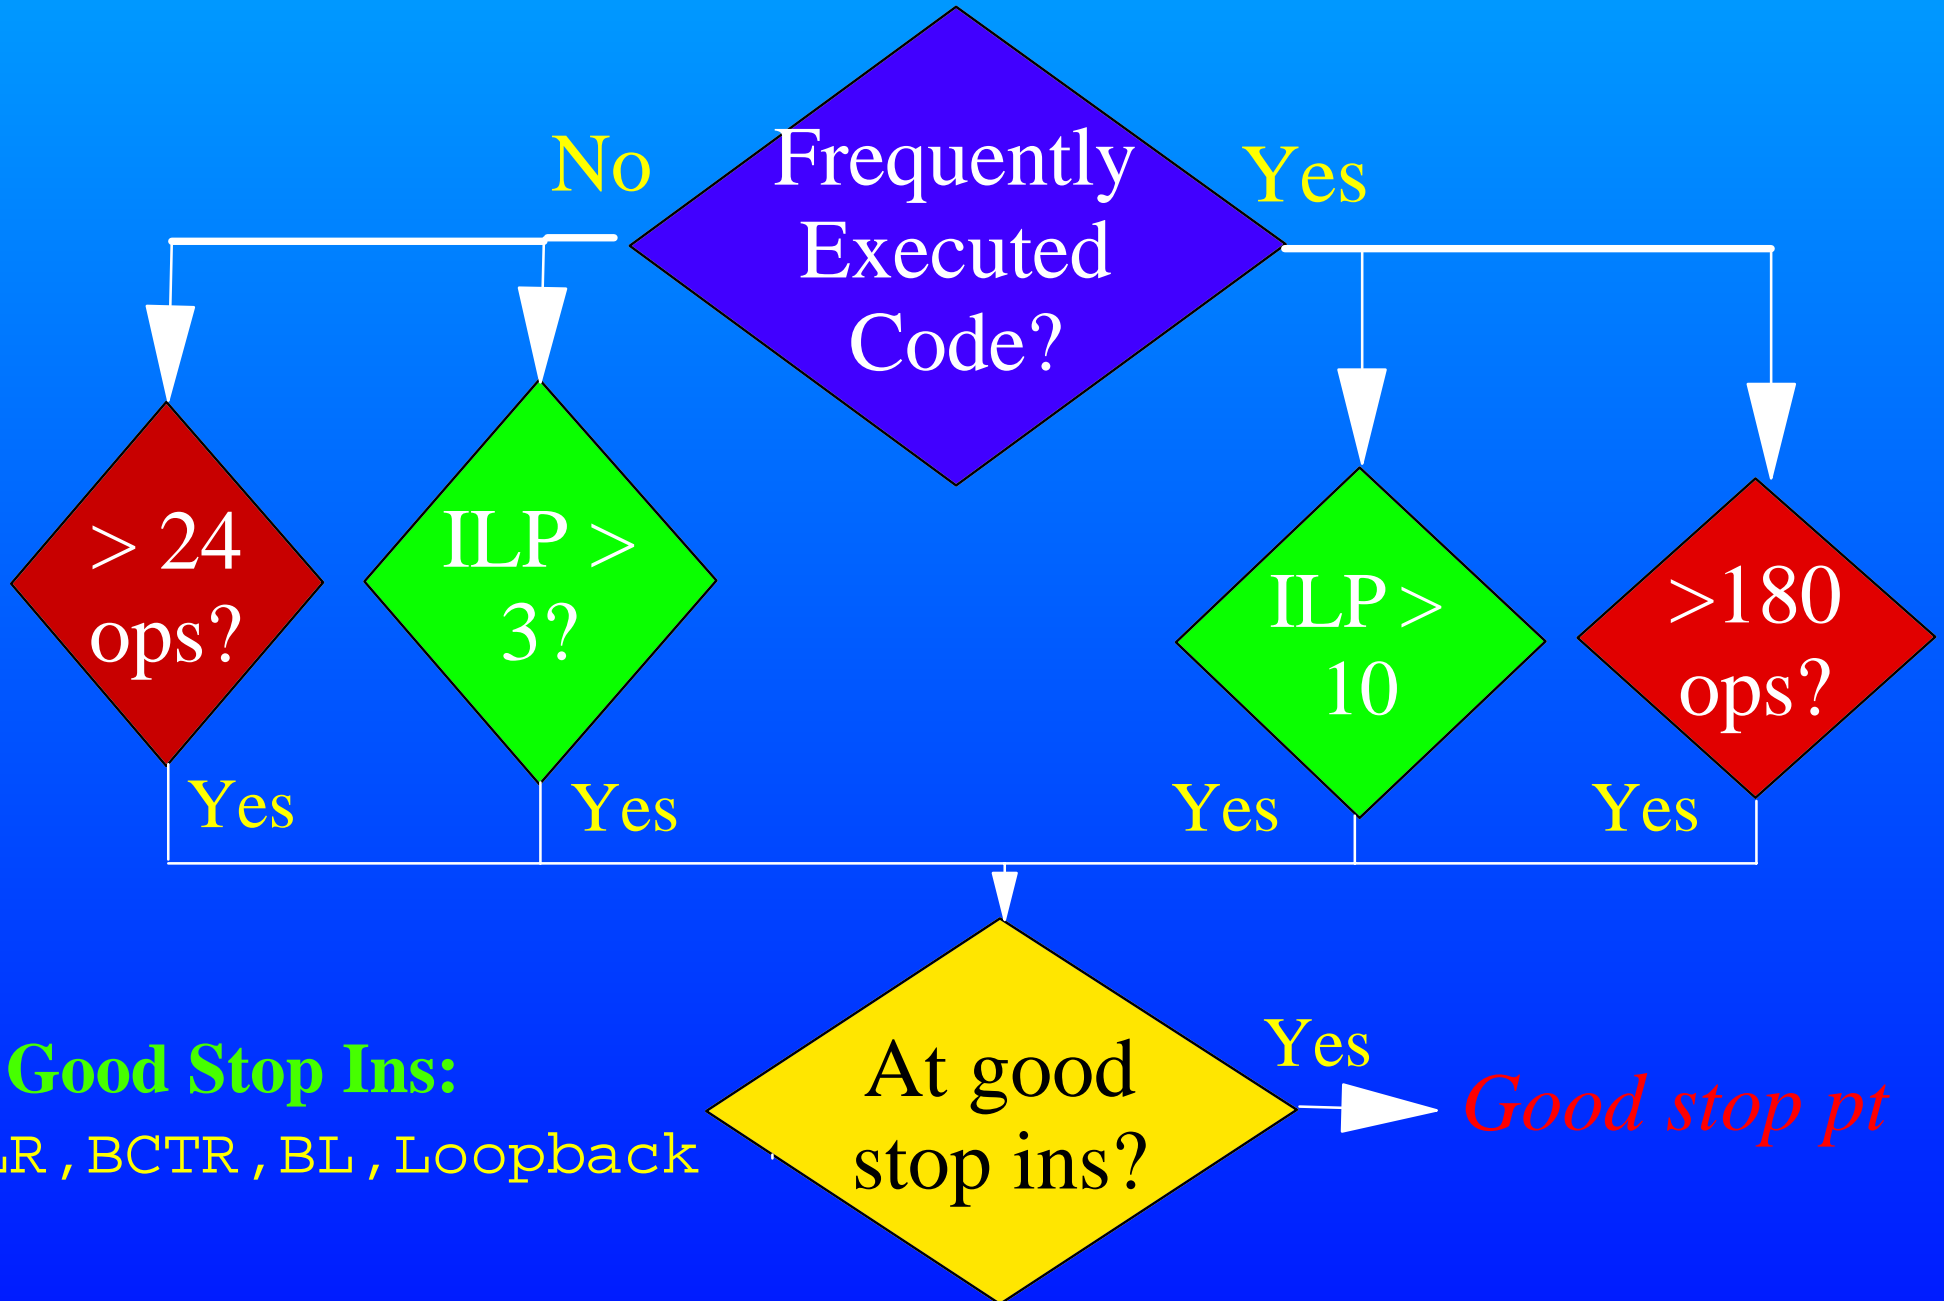 No
Frequently
Executed
Code?
Yes
> 24
ops?
ILP >
3?
ILP >
10
>180
ops?
Yes
Yes
Yes
Yes
At good
stop ins?
Yes
Good stop pt
Good Stop Ins:
R,BCTR,BL,Loopback